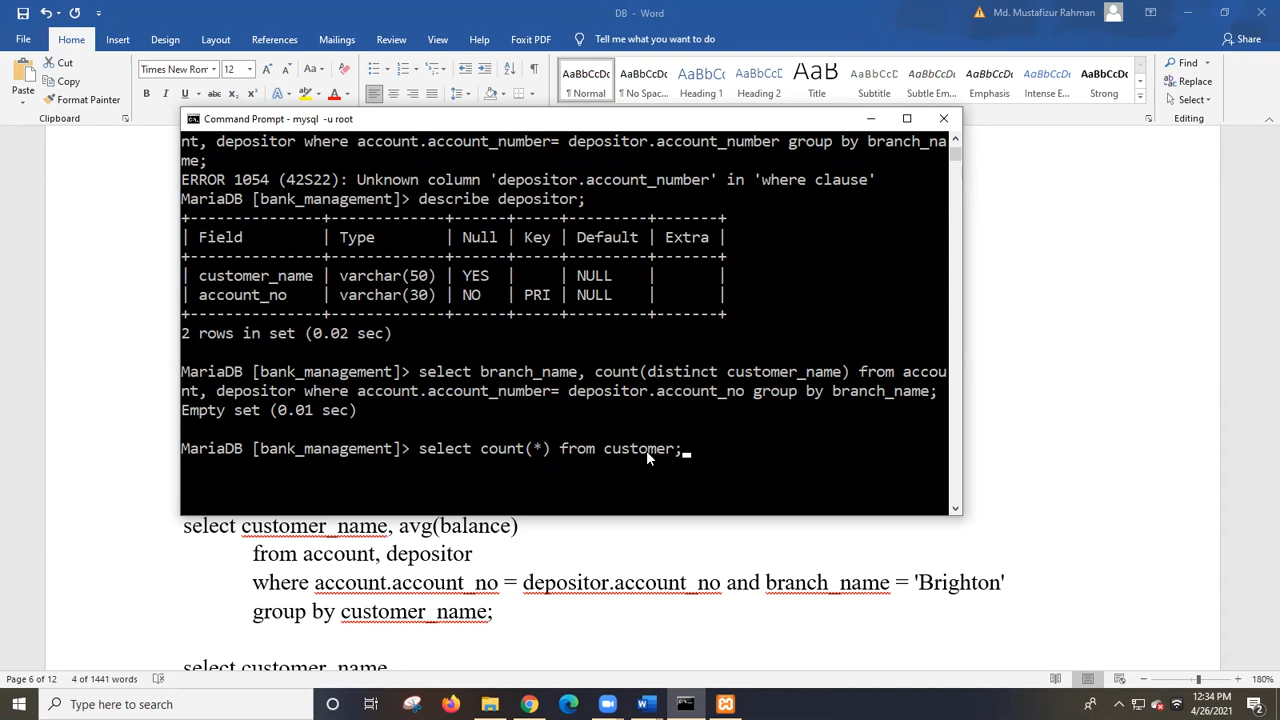 DB - Word
Md. Mustafizur Rahman
File Home Insert Design Layout References Mailings Review View Help Foxit PDF Tell me what you want to do Share
Paste
Cut
Copy
Format Painter
Clipboard
Times New Rom 12
B I U abc x2 x2 A A
AaBbCcDc AaBbCcDc AaBbCc AaBbCcE AaB AaBbCcC AaBbCcDc AaBbCcDc AaBbCcDc AaBbCcDc
¶ Normal ¶ No Spac... Heading 1 Heading 2 Title Subtitle Subtle Em... Emphasis Intense E... Strong
Find
Replace
Select
Editing
Command Prompt - mysql -u root
nt, depositor where account.account_number= depositor.account_number group by branch_na
me;
ERROR 1054 (42S22): Unknown column 'depositor.account_number' in 'where clause'
MariaDB [bank_management]> describe depositor;
+---------------+-------------+------+-----+---------+-------+
| Field | Type | Null | Key | Default | Extra |
+---------------+-------------+------+-----+---------+-------+
| customer_name | varchar(50) | YES | | NULL | |
| account_no | varchar(30) | NO | PRI | NULL | |
+---------------+-------------+------+-----+---------+-------+
2 rows in set (0.02 sec)
MariaDB [bank_management]> select branch_name, count(distinct customer_name) from accou
nt, depositor where account.account_number= depositor.account_no group by branch_name;
Empty set (0.01 sec)
MariaDB [bank_management]> select count(*) from customer;
select customer_name, avg(balance)
from account, depositor
where account.account_no = depositor.account_no and branch_name = 'Brighton'
group by customer_name;
select customer_name
Page 6 of 12 4 of 1441 words 180%
Type here to search
12:34 PM
4/26/2021
2